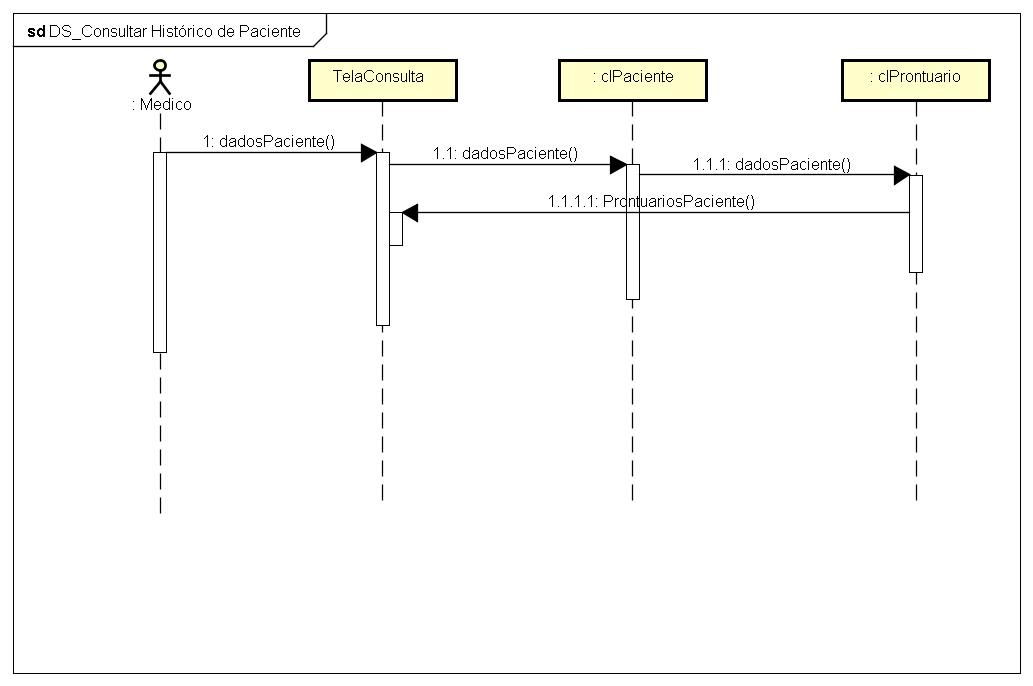 sd DS_Consultar Histórico de Paciente
: Medico
TelaConsulta
: clPaciente
: clProntuario
1: dadosPaciente()
1.1: dadosPaciente()
1.1.1: dadosPaciente()
1.1.1.1: ProntuariosPaciente()